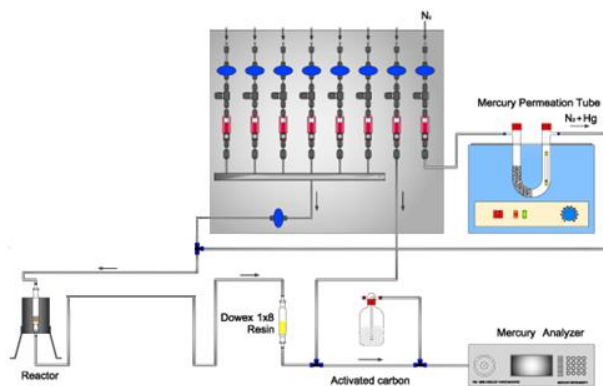 N₂
Mercury Permeation Tube
N₂+Hg
Dowex 1x8
Resin
Mercury Analyzer
Reactor
Activated carbon